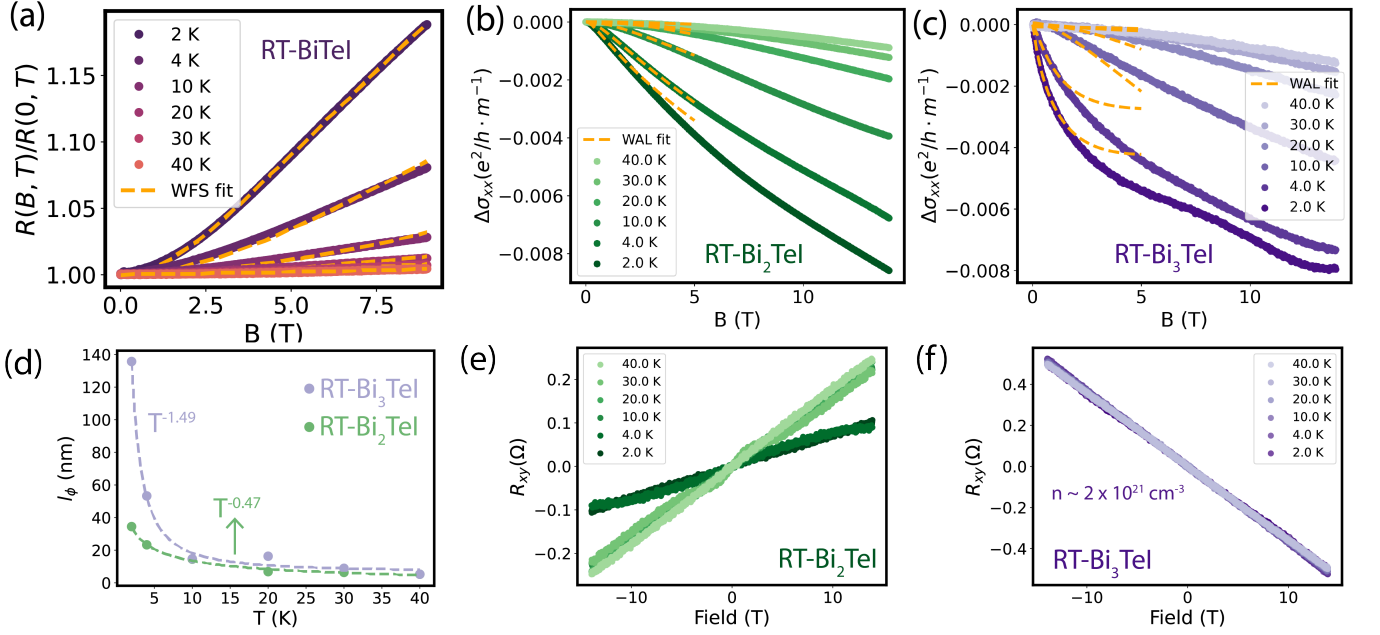 (a)
R(B, T)/R(0, T)
1.15
1.10
1.05
1.00
2 K
4 K
10 K
20 K
30 K
40 K
WFS fit
RT-BiTeI
0.0
2.5
5.0
7.5
B (T)
(b)
Δσxx(e²/h · m⁻¹)
0.000
−0.002
−0.004
−0.006
−0.008
WAL fit
40.0 K
30.0 K
20.0 K
10.0 K
4.0 K
2.0 K
RT-Bi₂TeI
0
5
10
B (T)
(c)
Δσxx(e²/h · m⁻¹)
0.000
−0.002
−0.004
−0.006
−0.008
WAL fit
40.0 K
30.0 K
20.0 K
10.0 K
4.0 K
2.0 K
RT-Bi₃TeI
0
5
10
B (T)
(d)
lϕ (nm)
140
120
100
80
60
40
20
0
RT-Bi₃TeI
RT-Bi₂TeI
T⁻¹·⁴⁹
T⁻⁰·⁴⁷
5
10
15
20
25
30
35
40
T (K)
(e)
Rxy(Ω)
0.2
0.1
0.0
−0.1
−0.2
40.0 K
30.0 K
20.0 K
10.0 K
4.0 K
2.0 K
RT-Bi₂TeI
−10
0
10
Field (T)
(f)
Rxy(Ω)
0.4
0.2
0.0
−0.2
−0.4
40.0 K
30.0 K
20.0 K
10.0 K
4.0 K
2.0 K
n ~ 2 x 10²¹ cm⁻³
RT-Bi₃TeI
−10
0
10
Field (T)